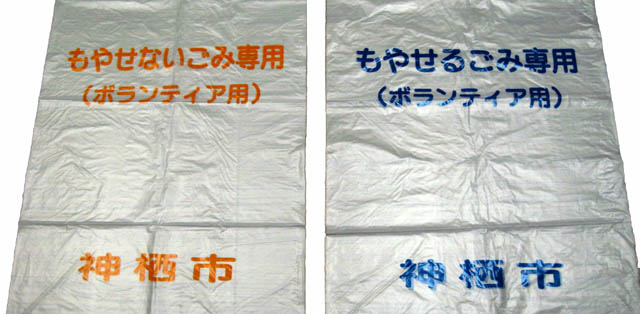 もやせないごみ専用
(ボランティア用)
神栖市
もやせるごみ専用
(ボランティア用)
神栖市